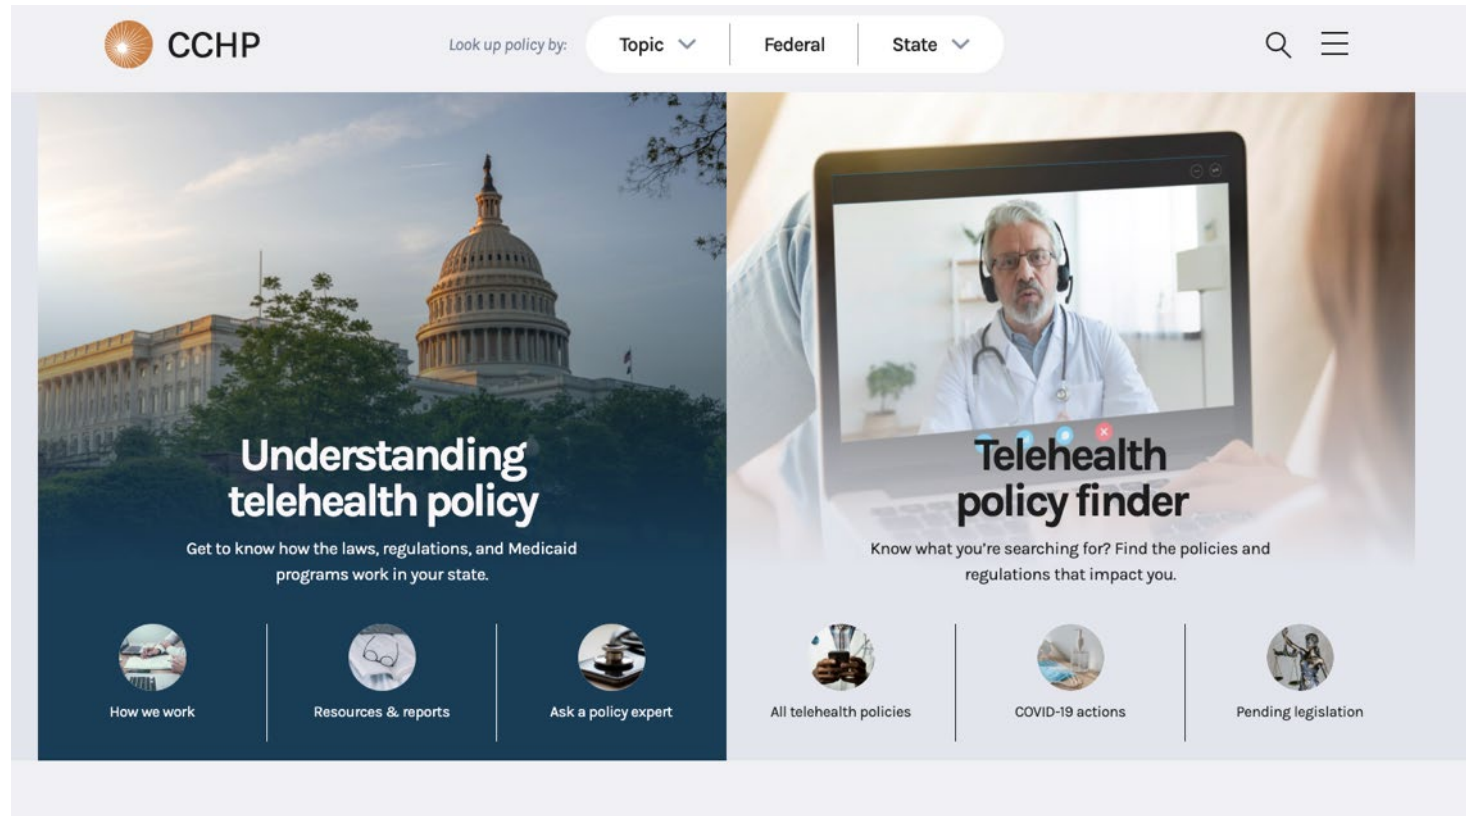 CCHP
Look up policy by:
Topic
Federal
State
Understanding
telehealth policy
Get to know how the laws, regulations, and Medicaid
programs work in your state.
How we work
Resources & reports
Ask a policy expert
Telehealth
policy finder
Know what you're searching for? Find the policies and
regulations that impact you.
All telehealth policies
COVID-19 actions
Pending legislation